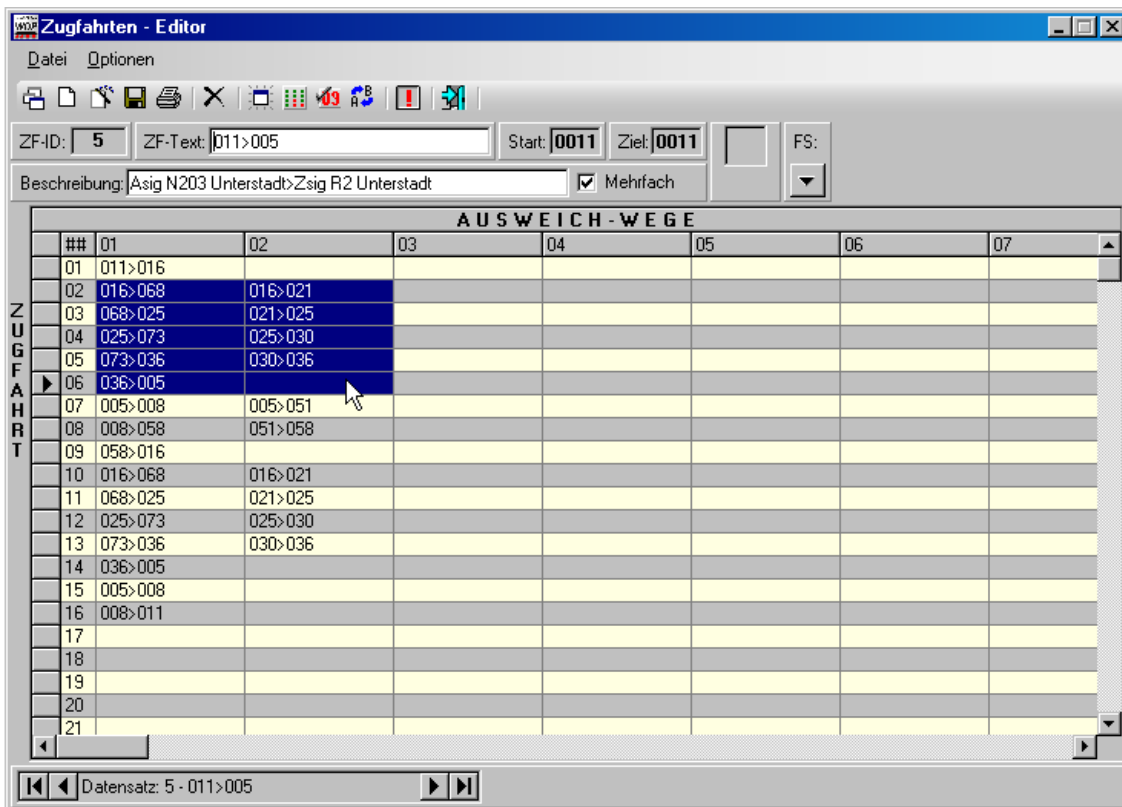 Zugfahrten - Editor
Datei Optionen
ZF-ID: 5 ZF-Text: 011>005 Start: 0011 Ziel: 0011 FS:
Beschreibung: Asig N203 Unterstadt>Zsig R2 Unterstadt Mehrfach
AUSWEICH-WEGE
## 01 02 03 04 05 06 07
01 011>016
02 016>068 016>021
03 068>025 021>025
04 025>073 025>030
05 073>036 030>036
06 036>005
07 005>008 005>051
08 008>058 051>058
09 058>016
10 016>068 016>021
11 068>025 021>025
12 025>073 025>030
13 073>036 030>036
14 036>005
15 005>008
16 008>011
17
18
19
20
21
ZUGFAHRT
Datensatz: 5 - 011>005